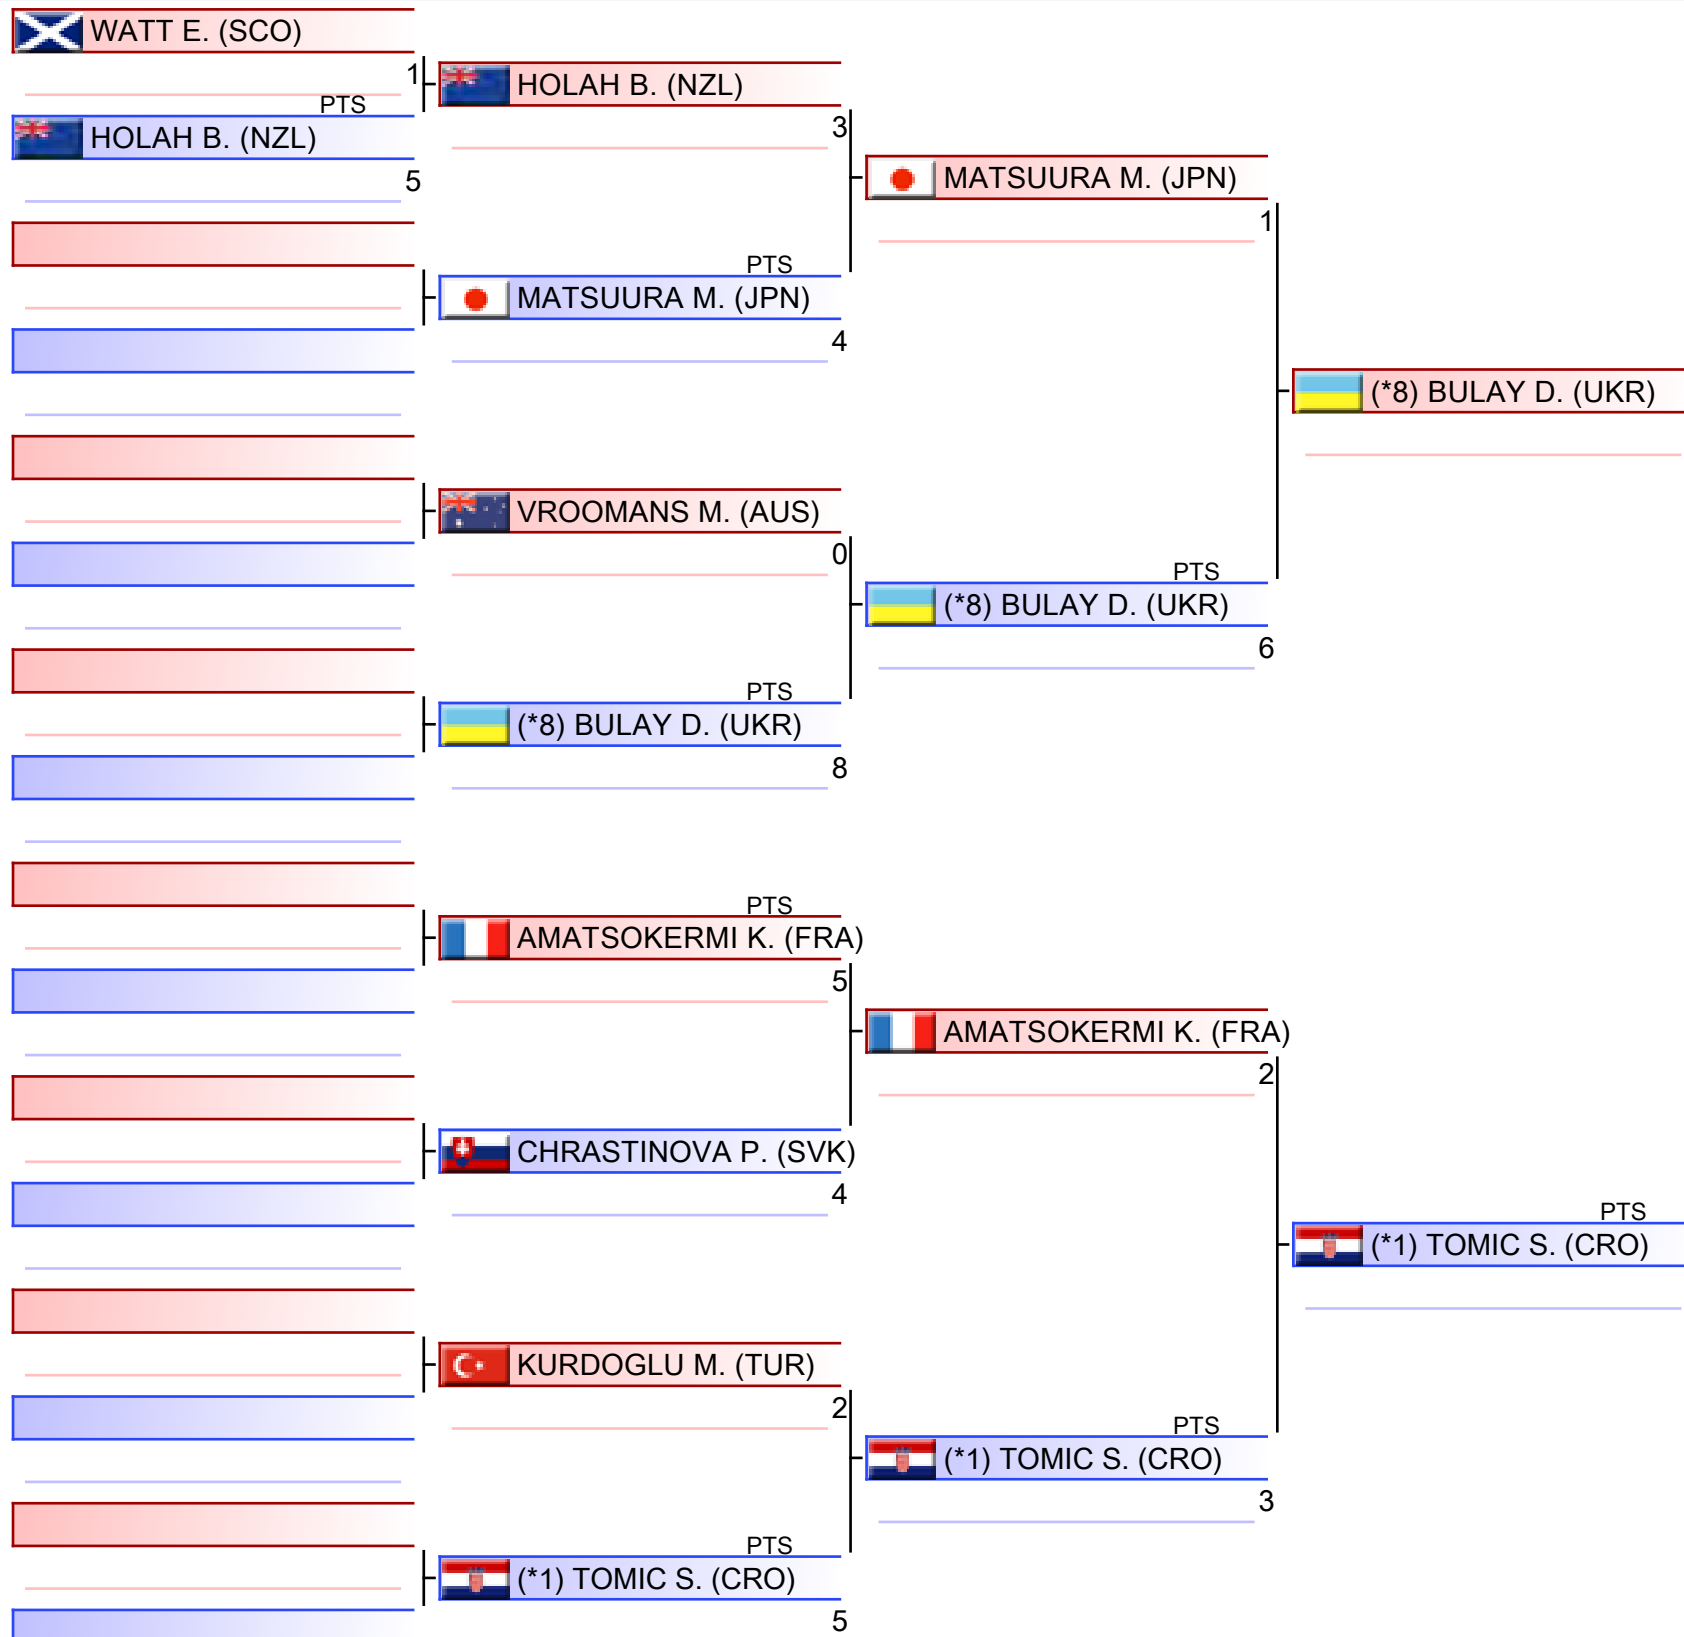 WATT E. (SCO)
1
PTS
HOLAH B. (NZL)
5
HOLAH B. (NZL)
3
PTS
MATSUURA M. (JPN)
4
VROOMANS M. (AUS)
0
PTS
(*8) BULAY D. (UKR)
8
PTS
AMATSOKERMI K. (FRA)
5
CHRASTINOVA P. (SVK)
4
KURDOGLU M. (TUR)
2
PTS
(*1) TOMIC S. (CRO)
5
MATSUURA M. (JPN)
1
PTS
(*8) BULAY D. (UKR)
6
AMATSOKERMI K. (FRA)
2
PTS
(*1) TOMIC S. (CRO)
3
(*8) BULAY D. (UKR)
PTS
(*1) TOMIC S. (CRO)